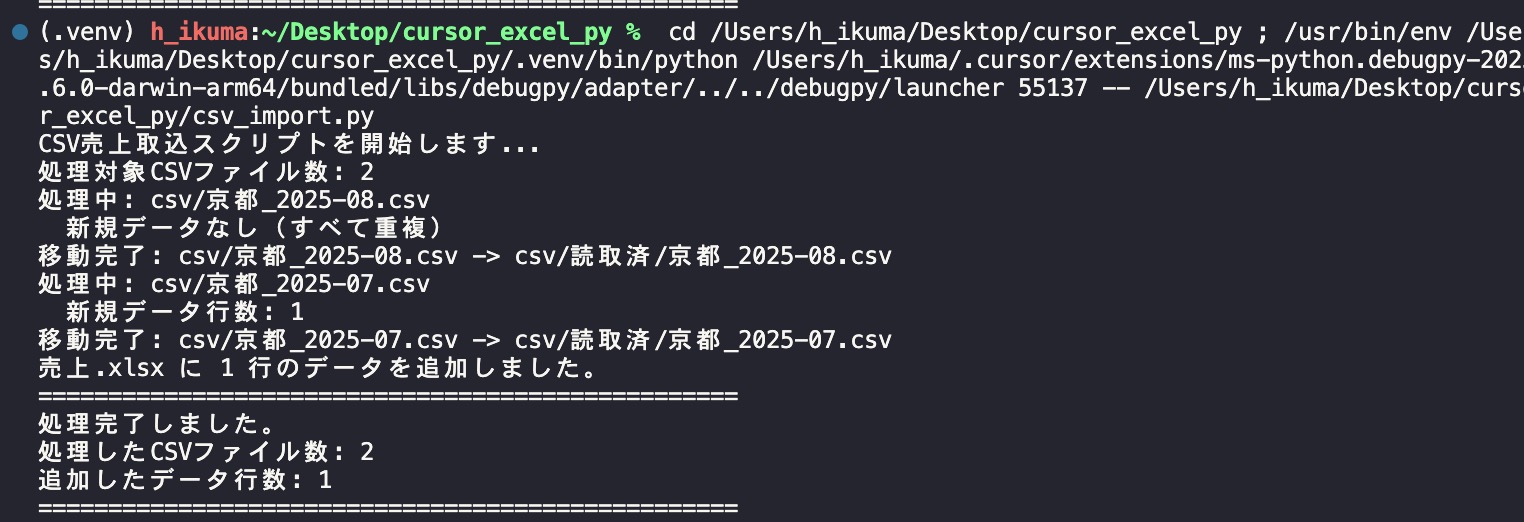 ==================================================
(.venv) h_ikuma:~/Desktop/cursor_excel_py %  cd /Users/h_ikuma/Desktop/cursor_excel_py ; /usr/bin/env /Use
s/h_ikuma/Desktop/cursor_excel_py/.venv/bin/python /Users/h_ikuma/.cursor/extensions/ms-python.debugpy-202
.6.0-darwin-arm64/bundled/libs/debugpy/adapter/../../debugpy/launcher 55137 -- /Users/h_ikuma/Desktop/curs
r_excel_py/csv_import.py
CSV売上取込スクリプトを開始します...
処理対象CSVファイル数: 2
処理中: csv/京都_2025-08.csv
  新規データなし（すべて重複）
移動完了: csv/京都_2025-08.csv -> csv/読取済/京都_2025-08.csv
処理中: csv/京都_2025-07.csv
  新規データ行数: 1
移動完了: csv/京都_2025-07.csv -> csv/読取済/京都_2025-07.csv
売上.xlsx に 1 行のデータを追加しました。
==================================================
処理完了しました。
処理したCSVファイル数: 2
追加したデータ行数: 1
==================================================